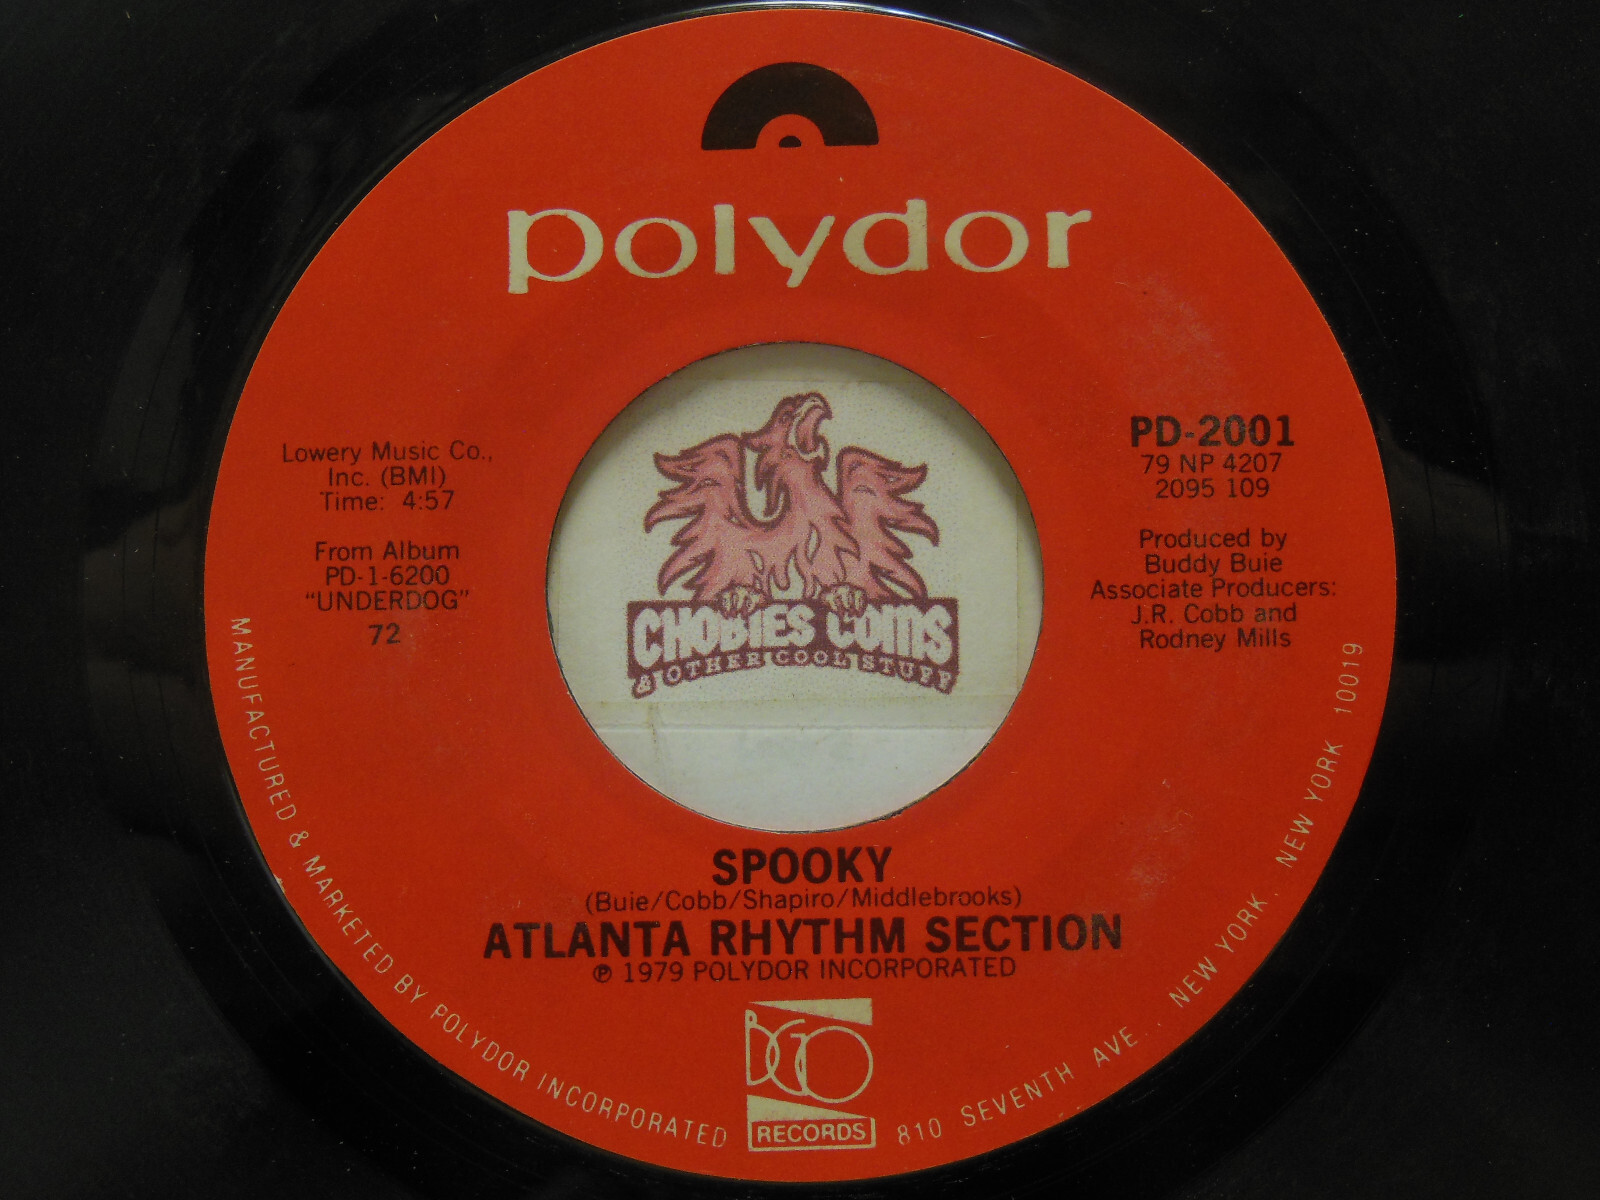 polydor
Lowery Music Co.,
Inc. (BMI)
Time: 4:57
From Album
PD-1-6200
"UNDERDOG"
72
PD-2001
79 NP 4207
2095 109
Produced by
Buddy Buie
Associate Producers:
J.R. Cobb and
Rodney Mills
CHOBIES COINS
& OTHER COOL STUFF
SPOOKY
(Buie/Cobb/Shapiro/Middlebrooks)
ATLANTA RHYTHM SECTION
℗ 1979 POLYDOR INCORPORATED
BGO
RECORDS
MANUFACTURED & MARKETED BY POLYDOR INCORPORATED 810 SEVENTH AVE., NEW YORK, NEW YORK 10019